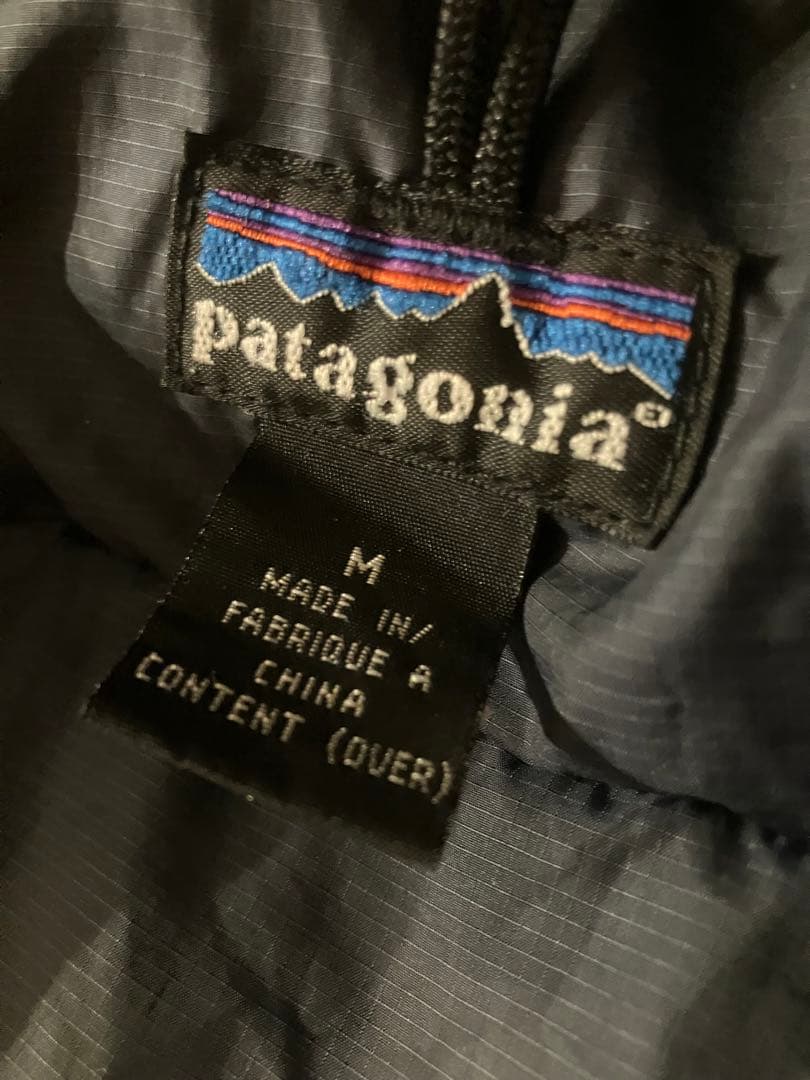 patagonia®
M
MADE IN/
FABRIQUE A
CHINA
CONTENT (OVER)